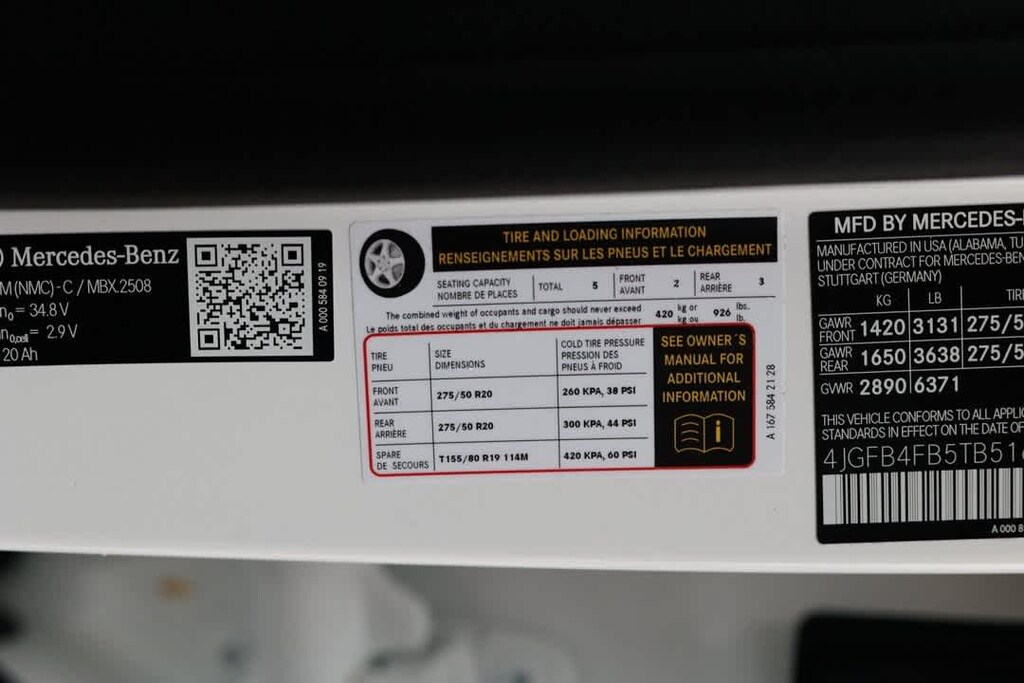 Mercedes-Benz
M (NMC) - C / MBX.2508
= 34.8 V
= 2.9 V
20 Ah
A 000 584 09 19
TIRE AND LOADING INFORMATION
RENSEIGNEMENTS SUR LES PNEUS ET LE CHARGEMENT
SEATING CAPACITY
NOMBRE DE PLACES
TOTAL 5
FRONT
AVANT 2
REAR
ARRIÈRE 3
The combined weight of occupants and cargo should never exceed
Le poids total des occupants et du chargement ne doit jamais dépasser
420 kg or 926 lbs.
kg ou lb.
TIRE
PNEU
SIZE
DIMENSIONS
COLD TIRE PRESSURE
PRESSION DES
PNEUS À FROID
FRONT
AVANT
275/50 R20
260 KPA, 38 PSI
REAR
ARRIÈRE
275/50 R20
300 KPA, 44 PSI
SPARE
DE SECOURS
T155/80 R19 114M
420 KPA, 60 PSI
SEE OWNER´S
MANUAL FOR
ADDITIONAL
INFORMATION
A 167 584 21 28
MFD BY MERCEDES-
MANUFACTURED IN USA (ALABAMA, TU
UNDER CONTRACT FOR MERCEDES-BEN
STUTTGART (GERMANY)
KG LB TIRE
GAWR
FRONT 1420 3131 275/5
GAWR
REAR 1650 3638 275/5
GVWR 2890 6371
THIS VEHICLE CONFORMS TO ALL APPLIC
STANDARDS IN EFFECT ON THE DATE OF
4JGFB4FB5TB51
A 000 8